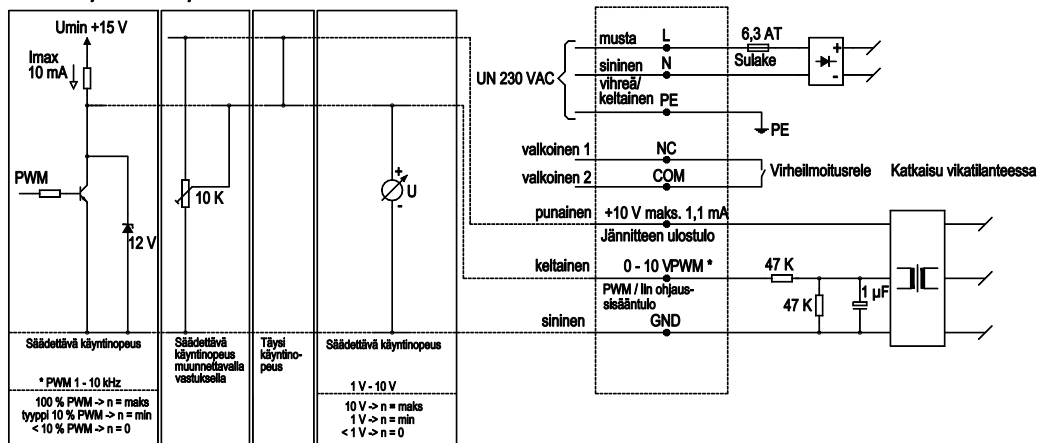 Umin +15 V
Imax
10 mA
PWM
12 V
10 K
+
U
-
Säädettävä käyntinopeus
* PWM 1 - 10 kHz
100 % PWM -> n = maks
tyyppi 10 % PWM -> n = min
< 10 % PWM -> n = 0
Säädettävä
käyntinopeus
muunnettavalla
vastuksella
Täysi
käyntino-
peus
Säädettävä käyntinopeus
1 V - 10 V
10 V -> n = maks
1 V -> n = min
< 1 V -> n = 0
UN 230 VAC
musta L
6,3 AT
Sulake
+
-
sininen N
vihreä/
keltainen PE
PE
valkoinen 1 NC
valkoinen 2 COM
Virheilmoitusrele Katkaisu vikatilanteessa
punainen +10 V maks. 1,1 mA
Jännitteen ulostulo
keltainen 0 - 10 VPWM *
PWM / lin ohjaus-
sisääntulo
47 K
47 K
1 µF
sininen GND